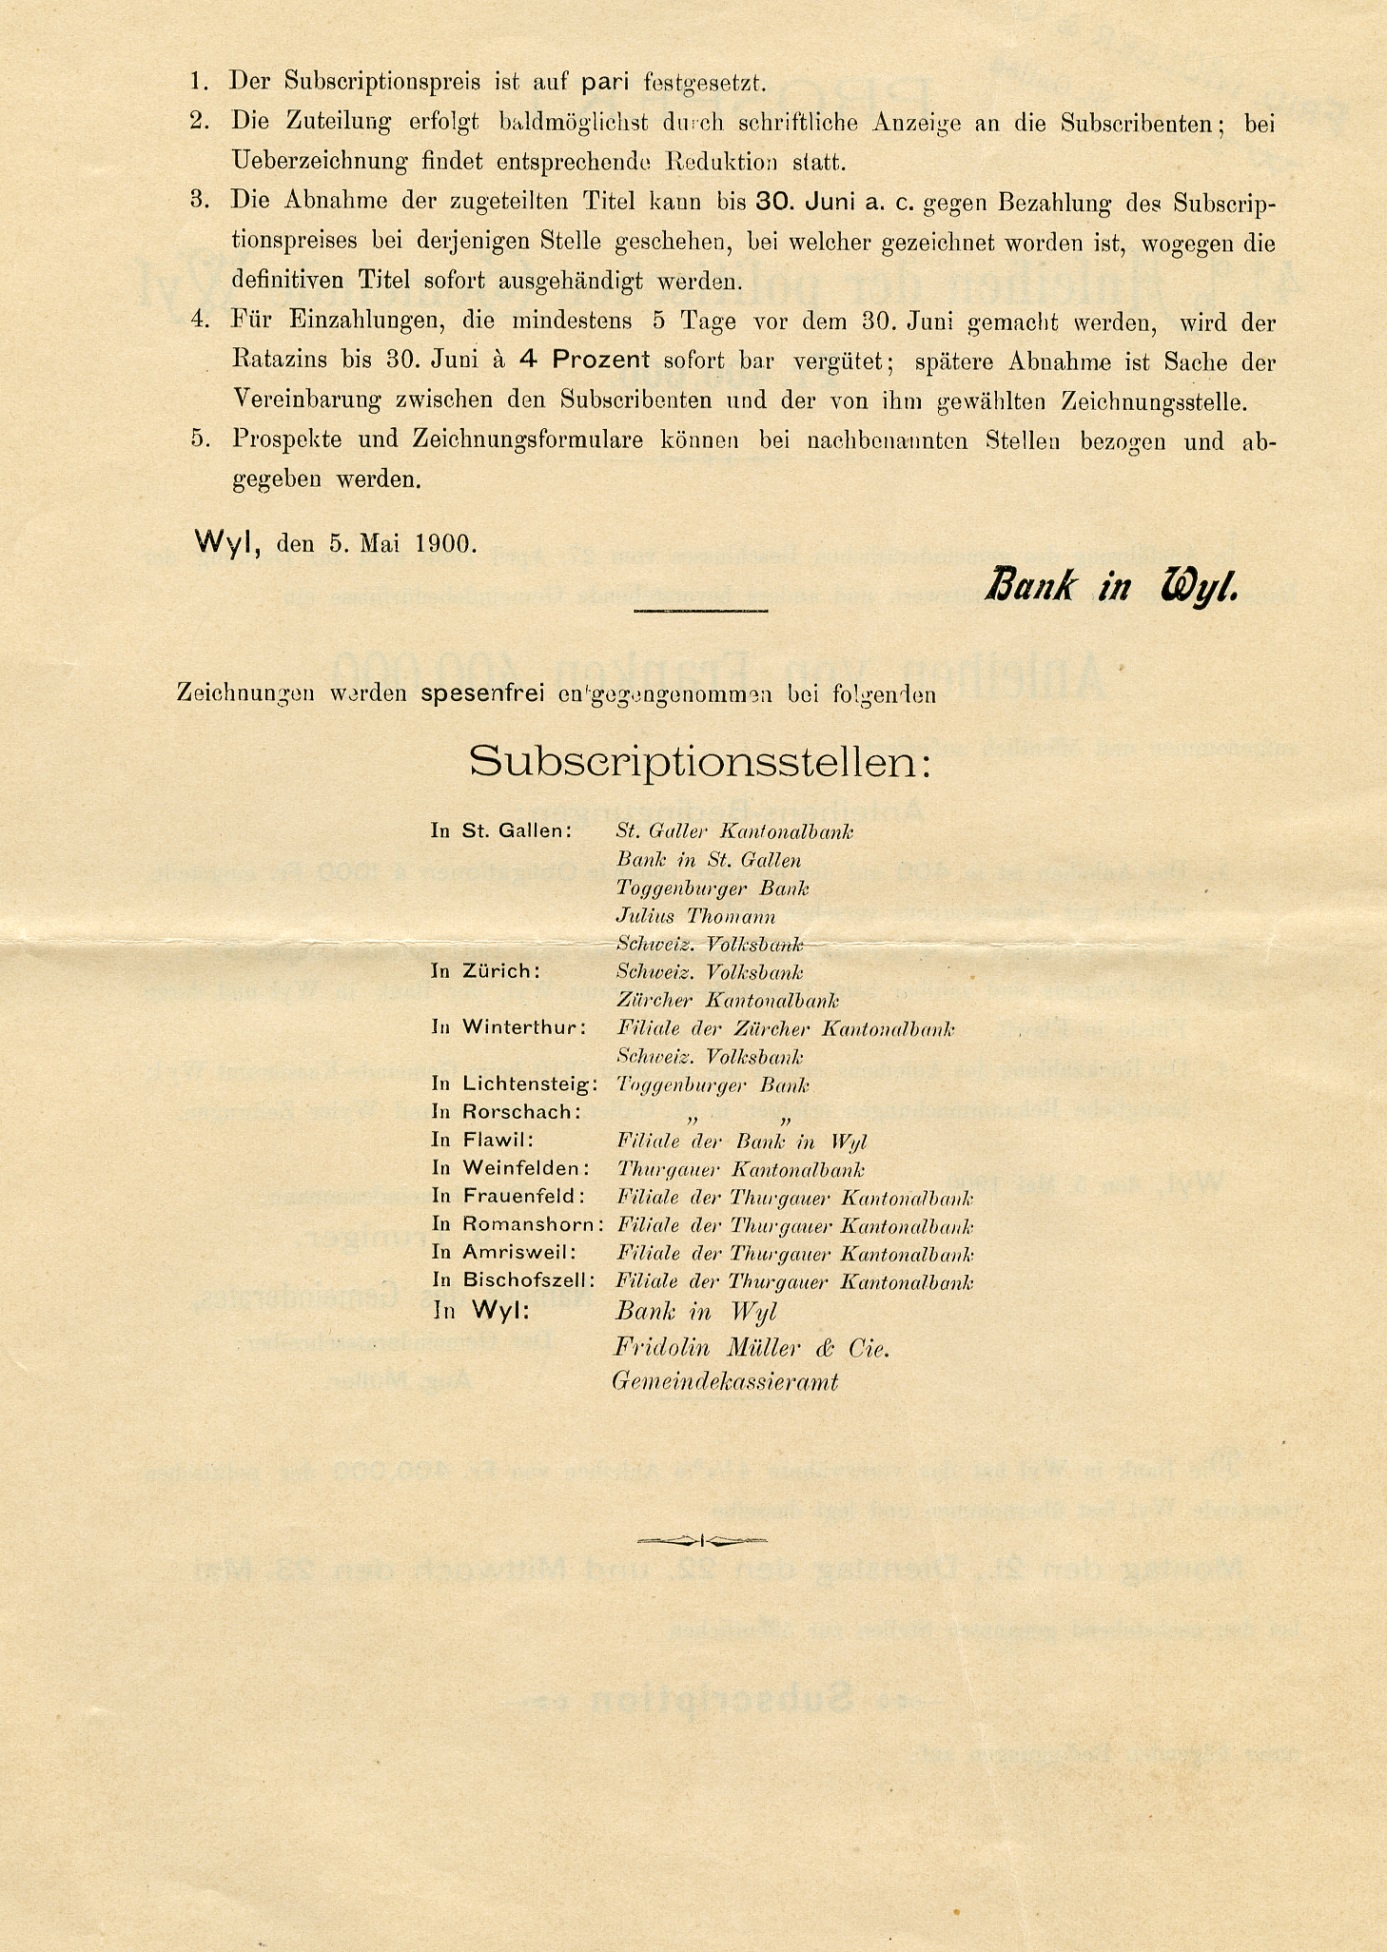 1. Der Subscriptionspreis ist auf pari festgesetzt.
2. Die Zuteilung erfolgt baldmöglichst durch schriftliche Anzeige an die Subscribenten; bei
Ueberzeichnung findet entsprechende Reduktion statt.
3. Die Abnahme der zugeteilten Titel kann bis 30. Juni a. c. gegen Bezahlung des Subscrip-
tionspreises bei derjenigen Stelle geschehen, bei welcher gezeichnet worden ist, wogegen die
definitiven Titel sofort ausgehändigt werden.
4. Für Einzahlungen, die mindestens 5 Tage vor dem 30. Juni gemacht werden, wird der
Ratazins bis 30. Juni à 4 Prozent sofort bar vergütet; spätere Abnahme ist Sache der
Vereinbarung zwischen den Subscribenten und der von ihm gewählten Zeichnungsstelle.
5. Prospekte und Zeichnungsformulare können bei nachbenannten Stellen bezogen und ab-
gegeben werden.
Wyl, den 5. Mai 1900.
Bank in Wyl.
Zeichnungen werden spesenfrei entgegengenommen bei folgenden
Subscriptionsstellen:
In St. Gallen: St. Galler Kantonalbank
Bank in St. Gallen
Toggenburger Bank
Julius Thomann
Schweiz. Volksbank
In Zürich: Schweiz. Volksbank
Zürcher Kantonalbank
In Winterthur: Filiale der Zürcher Kantonalbank
Schweiz. Volksbank
In Lichtensteig: Toggenburger Bank
In Rorschach: „ „
In Flawil: Filiale der Bank in Wyl
In Weinfelden: Thurgauer Kantonalbank
In Frauenfeld: Filiale der Thurgauer Kantonalbank
In Romanshorn: Filiale der Thurgauer Kantonalbank
In Amrisweil: Filiale der Thurgauer Kantonalbank
In Bischofszell: Filiale der Thurgauer Kantonalbank
In Wyl: Bank in Wyl
Fridolin Müller & Cie.
Gemeindekassieramt